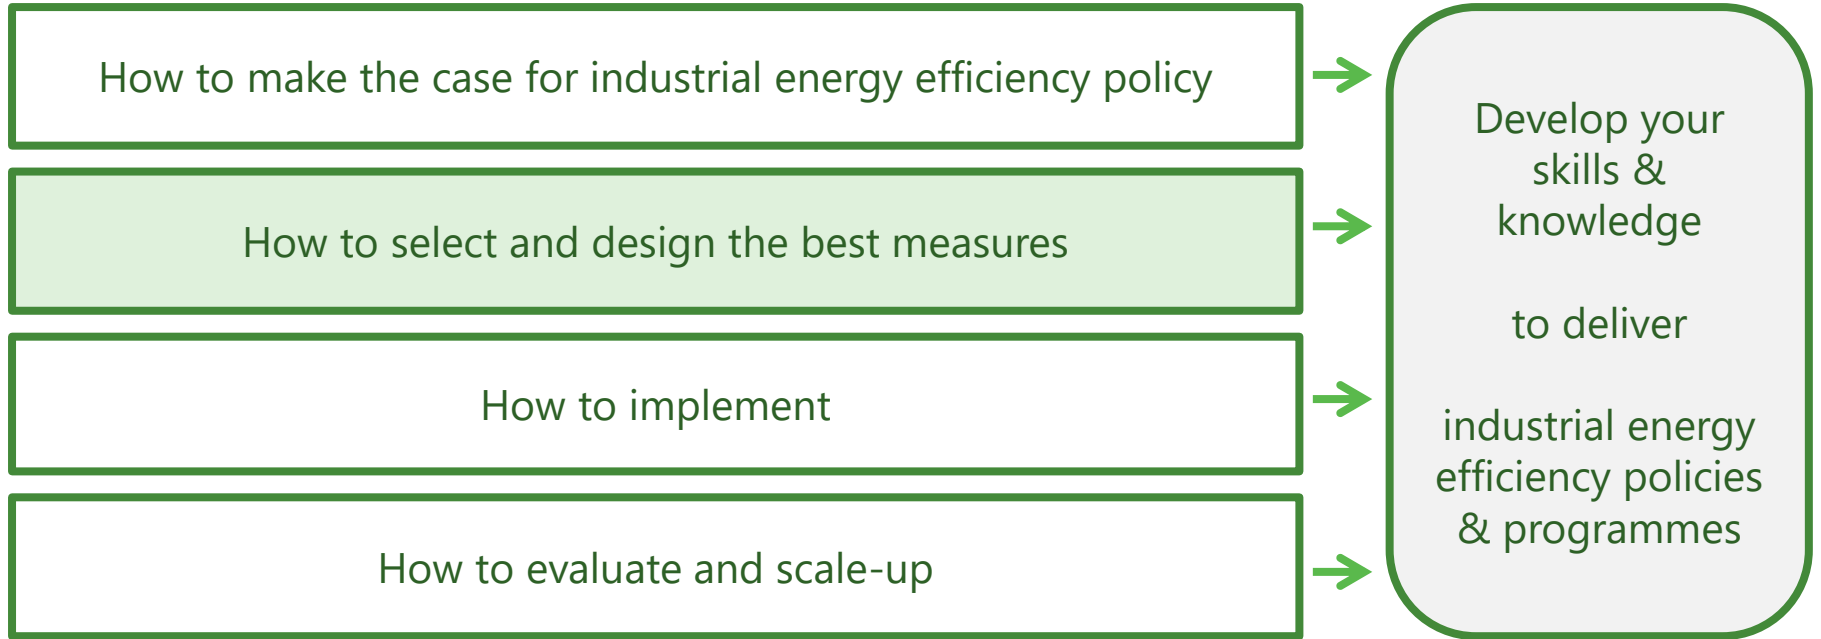 How to make the case for industrial energy efficiency policy
How to select and design the best measures
How to implement
How to evaluate and scale-up
Develop your
skills &
knowledge
to deliver
industrial energy
efficiency policies
& programmes